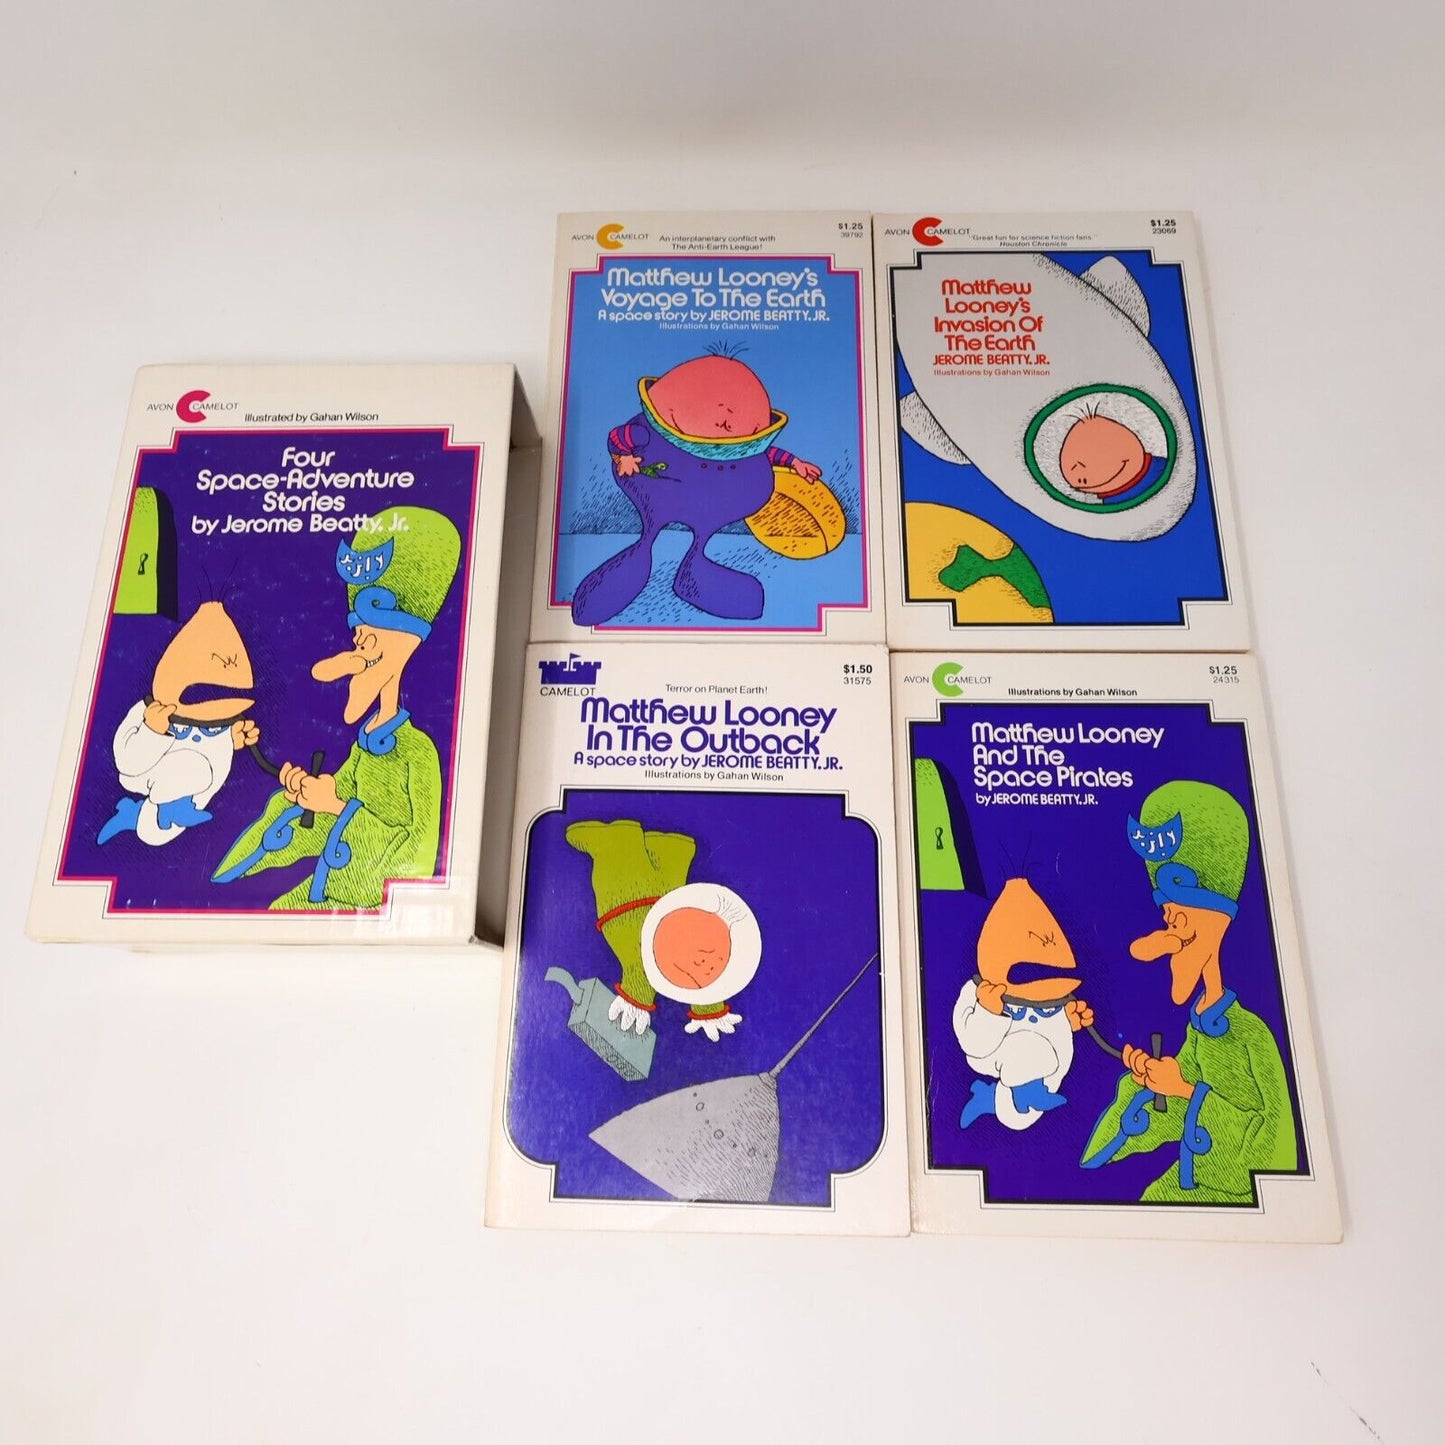 AVON CAMELOT
Illustrated by Gahan Wilson
Four
Space-Adventure
Stories
by Jerome Beatty, Jr.
AVON CAMELOT
An interplanetary conflict with
The Anti-Earth League!
$1.25
39792
Matthew Looney's
Voyage To The Earth
A space story by JEROME BEATTY, JR.
Illustrations by Gahan Wilson
AVON CAMELOT
"Great fun for science fiction fans."
Houston Chronicle
$1.25
23069
Matthew
Looney's
Invasion Of
The Earth
JEROME BEATTY, JR.
Illustrations by Gahan Wilson
CAMELOT
Terror on Planet Earth!
$1.50
31575
Matthew Looney
In The Outback
A space story by JEROME BEATTY, JR.
Illustrations by Gahan Wilson
AVON CAMELOT
Illustrations by Gahan Wilson
$1.25
24315
Matthew Looney
And The
Space Pirates
by JEROME BEATTY, JR.